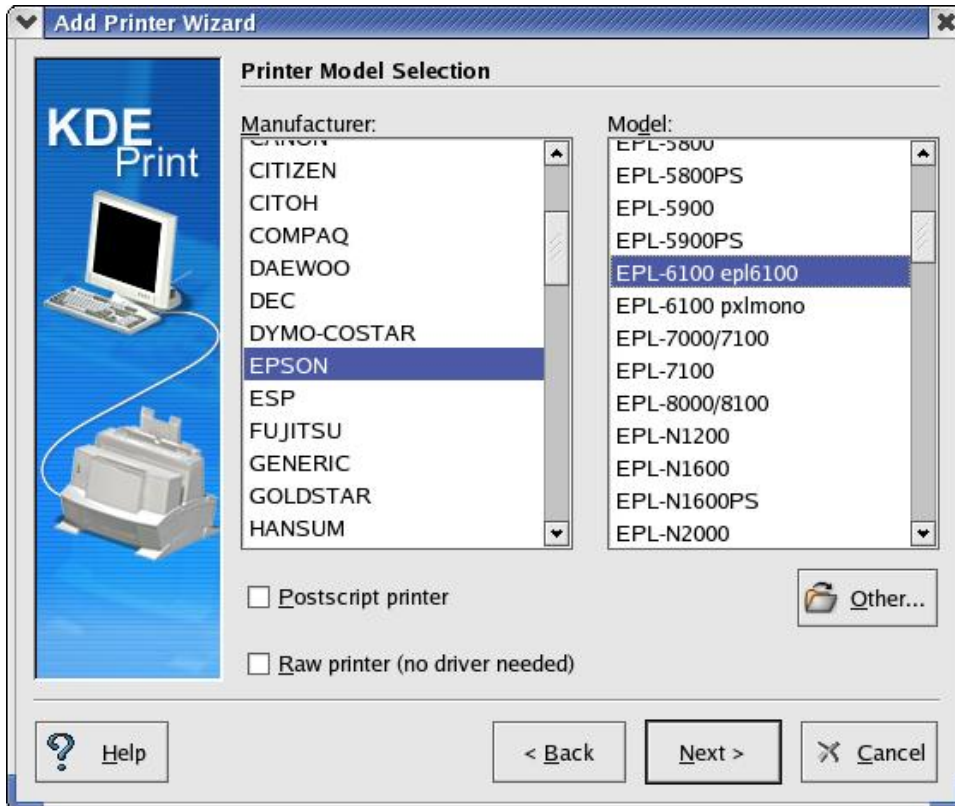 Add Printer Wizard
KDE
Print
Printer Model Selection
Manufacturer:
CANON
CITIZEN
CITOH
COMPAQ
DAEWOO
DEC
DYMO-COSTAR
EPSON
ESP
FUJITSU
GENERIC
GOLDSTAR
HANSUM
Model:
EPL-5800
EPL-5800PS
EPL-5900
EPL-5900PS
EPL-6100 epl6100
EPL-6100 pxlmono
EPL-7000/7100
EPL-7100
EPL-8000/8100
EPL-N1200
EPL-N1600
EPL-N1600PS
EPL-N2000
Postscript printer
Other...
Raw printer (no driver needed)
Help
< Back
Next >
Cancel